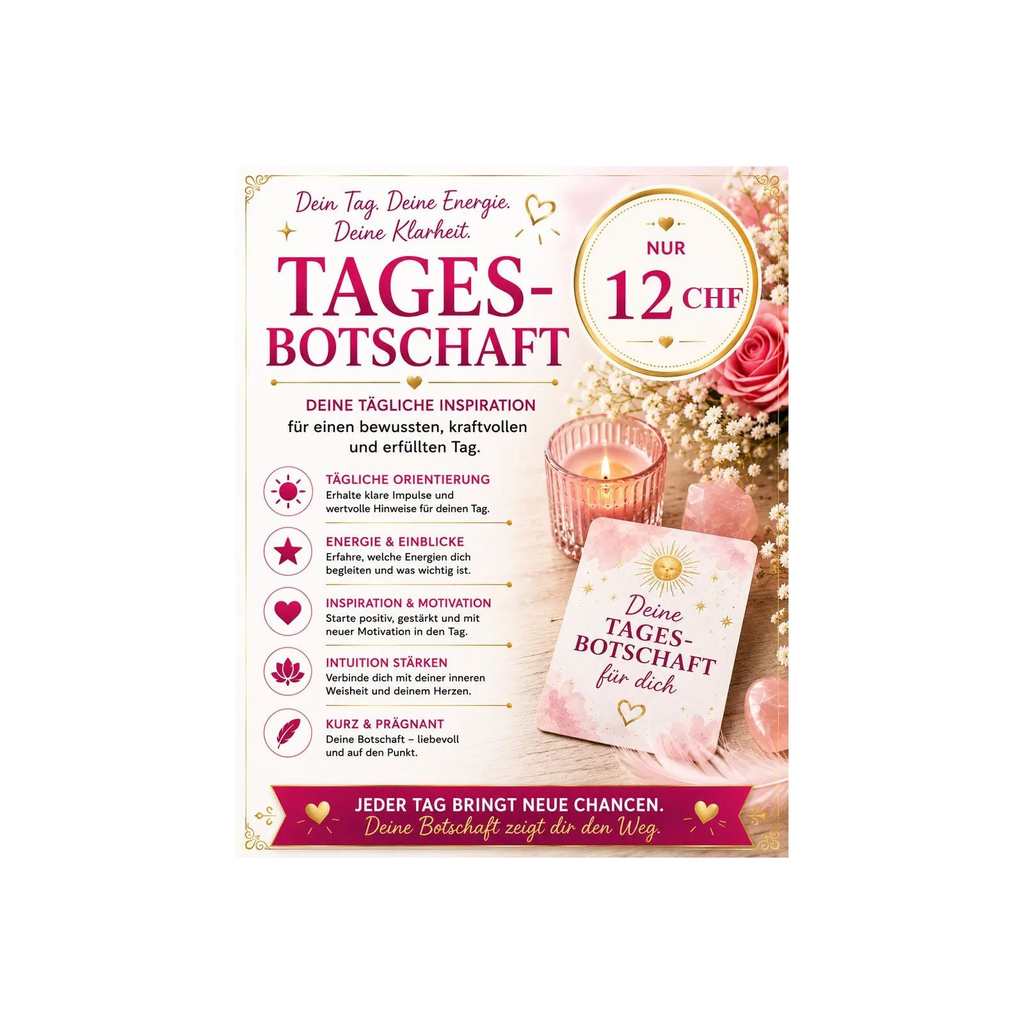 Dein Tag. Deine Energie.
Deine Klarheit.
TAGES-
BOTSCHAFT
NUR
12 CHF
DEINE TÄGLICHE INSPIRATION
für einen bewussten, kraftvollen
und erfüllten Tag.
TÄGLICHE ORIENTIERUNG
Erhalte klare Impulse und
wertvolle Hinweise für deinen Tag.
ENERGIE & EINBLICKE
Erfahre, welche Energien dich
begleiten und was wichtig ist.
INSPIRATION & MOTIVATION
Starte positiv, gestärkt und mit
neuer Motivation in den Tag.
INTUITION STÄRKEN
Verbinde dich mit deiner inneren
Weisheit und deinem Herzen.
KURZ & PRÄGNANT
Deine Botschaft – liebevoll
und auf den Punkt.
Deine
TAGES-
BOTSCHAFT
für dich
JEDER TAG BRINGT NEUE CHANCEN.
Deine Botschaft zeigt dir den Weg.